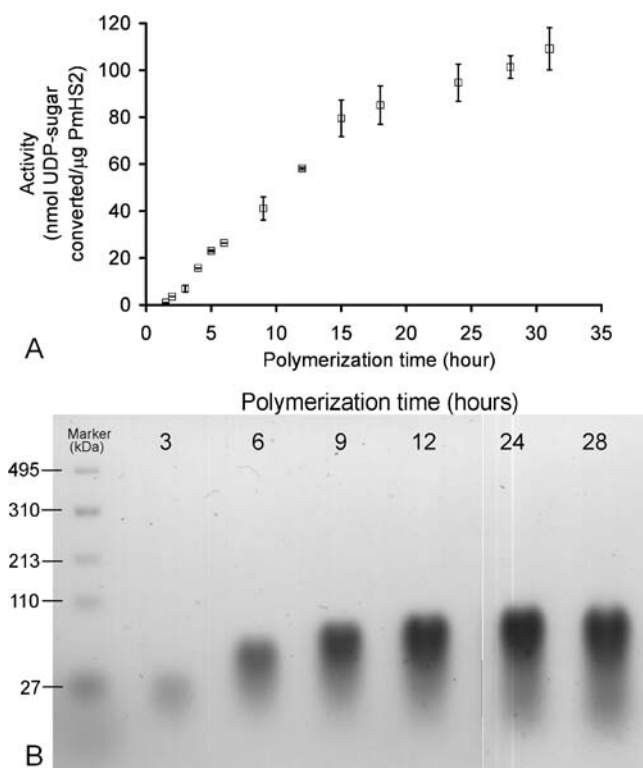 120
100
80
60
40
20
0
Activity
(nmol UDP-sugar
converted/µg PmHS2)
0 5 10 15 20 25 30 35
Polymerization time (hour)
A
Polymerization time (hours)
Marker
(kDa)
3 6 9 12 24 28
495
310
213
110
27
B